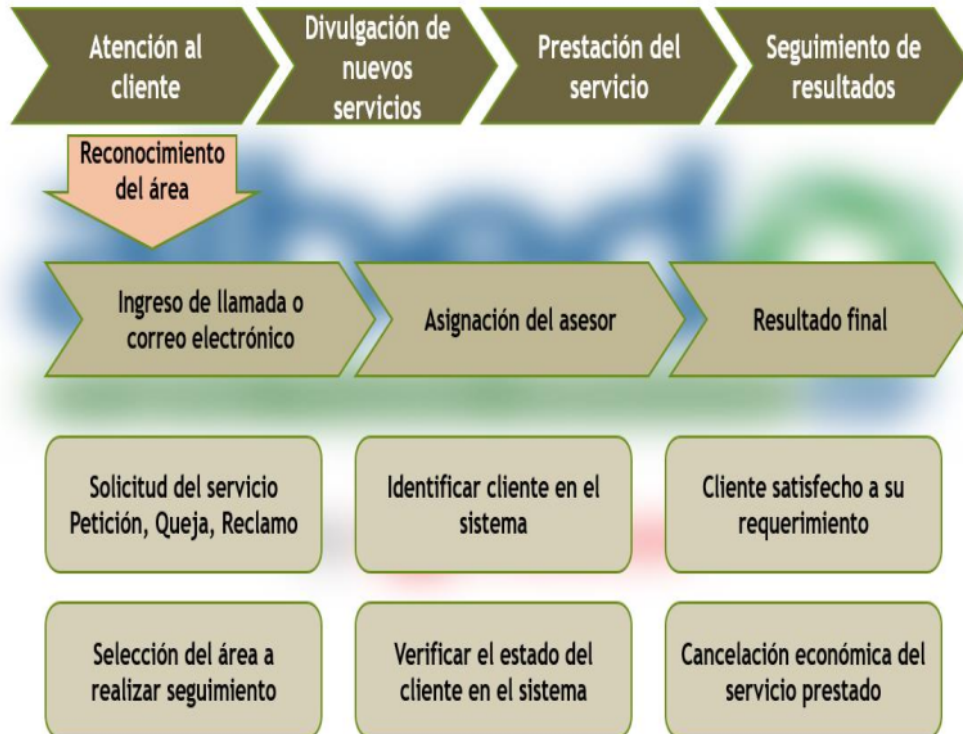 Atención al
cliente
Divulgación de
nuevos
servicios
Prestación del
servicio
Seguimiento de
resultados
Reconocimiento
del área
Ingreso de llamada o
correo electrónico
Asignación del asesor
Resultado final
Solicitud del servicio
Petición, Queja, Reclamo
Identificar cliente en el
sistema
Cliente satisfecho a su
requerimiento
Selección del área a
realizar seguimiento
Verificar el estado del
cliente en el sistema
Cancelación económica del
servicio prestado